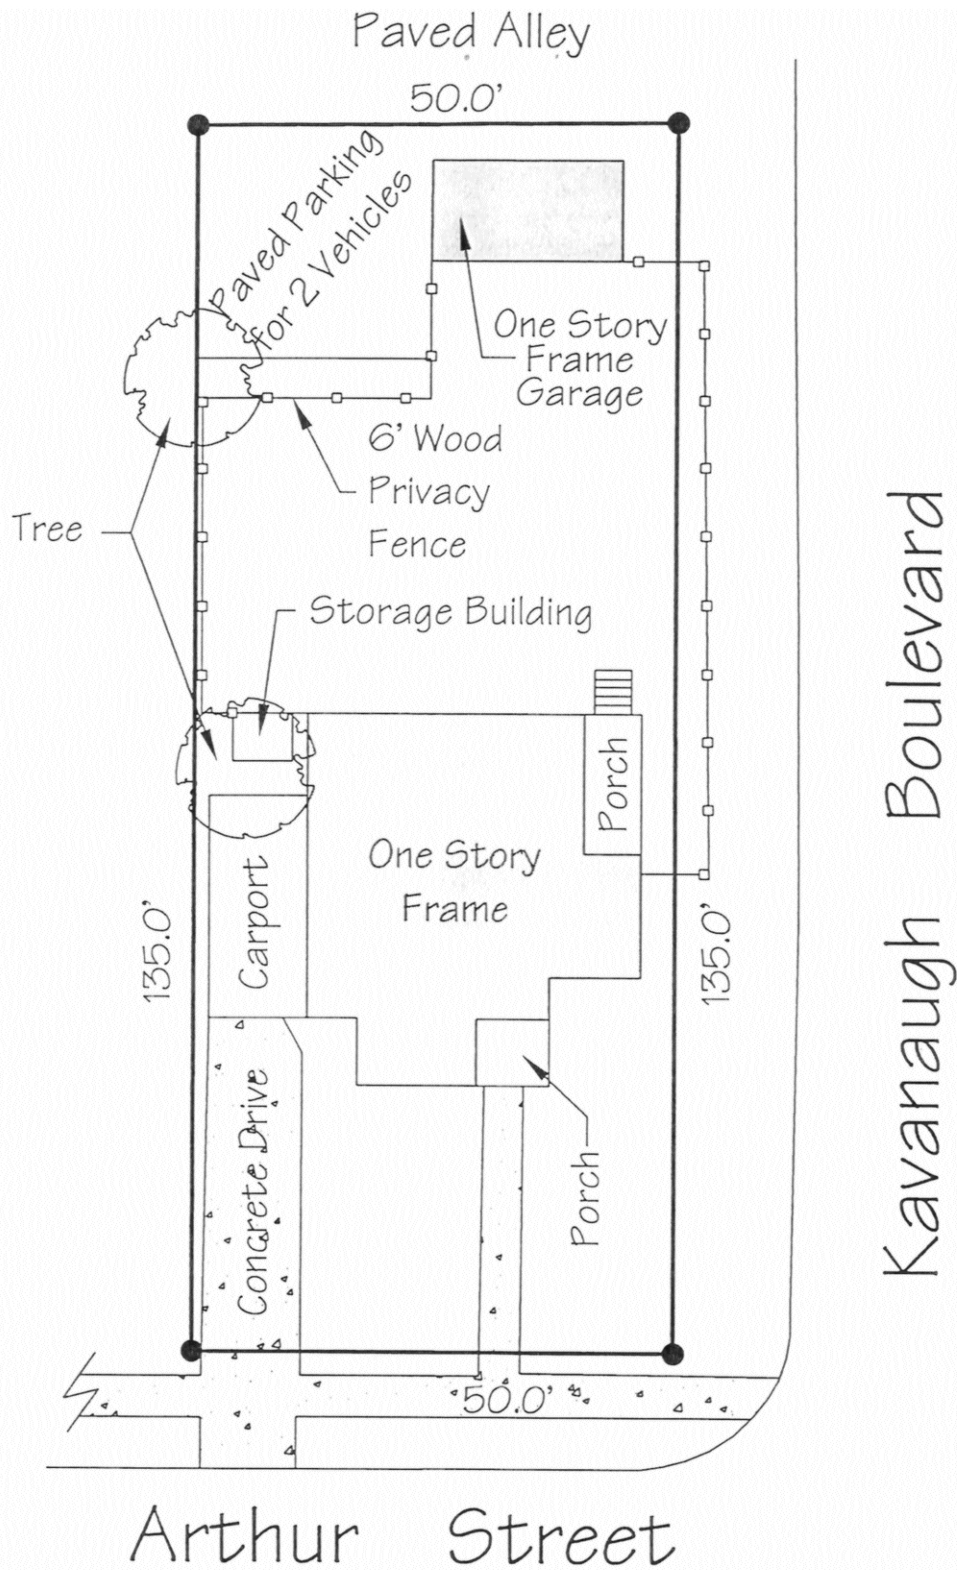 Paved Alley
50.0'
Paved Parking
for 2 Vehicles
One Story
Frame
Garage
6' Wood
Privacy
Fence
Tree
Storage Building
Porch
One Story
Frame
Carport
135.0'
135.0'
Kavanaugh Boulevard
Concrete Drive
Porch
50.0'
Arthur Street